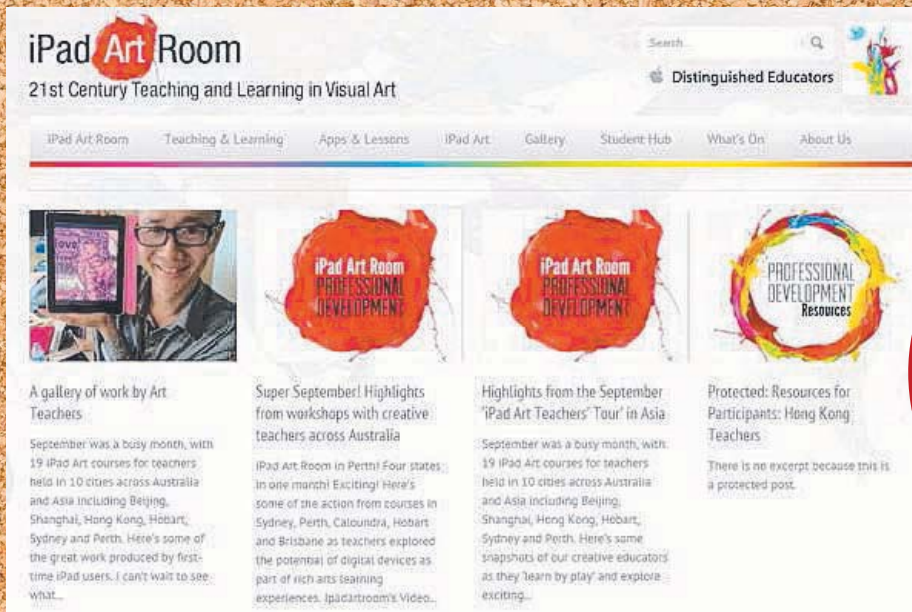 iPad Art Room
21st Century Teaching and Learning in Visual Art
Search
Distinguished Educators
iPad Art Room Teaching & Learning Apps & Lessons iPad Art Gallery Student Hub What's On About Us
A gallery of work by Art
Teachers
September was a busy month, with
19 iPad Art courses for teachers
held in 10 cities across Australia
and Asia including Beijing,
Shanghai, Hong Kong, Hobart,
Sydney and Perth. Here's some of
the great work produced by first-
time iPad users. I can't wait to see
what...
iPad Art Room
PROFESSIONAL
DEVELOPMENT
Super September! Highlights
from workshops with creative
teachers across Australia
iPad Art Room in Perth! Four states
in one month! Exciting! Here's
some of the action from courses in
Sydney, Perth, Caloundra, Hobart
and Brisbane as teachers explored
the potential of digital devices as
part of rich arts learning
experiences. Ipadartroom's Video...
iPad Art Room
PROFESSIONAL
DEVELOPMENT
Highlights from the September
'iPad Art Teachers' Tour' in Asia
September was a busy month, with
19 iPad Art courses for teachers
held in 10 cities across Australia
and Asia including Beijing,
Shanghai, Hong Kong, Hobart,
Sydney and Perth. Here's some
snapshots of our creative educators
as they 'learn by play' and explore
exciting...
PROFESSIONAL
DEVELOPMENT
Resources
Protected: Resources for
Participants: Hong Kong
Teachers
There is no excerpt because this is
a protected post.